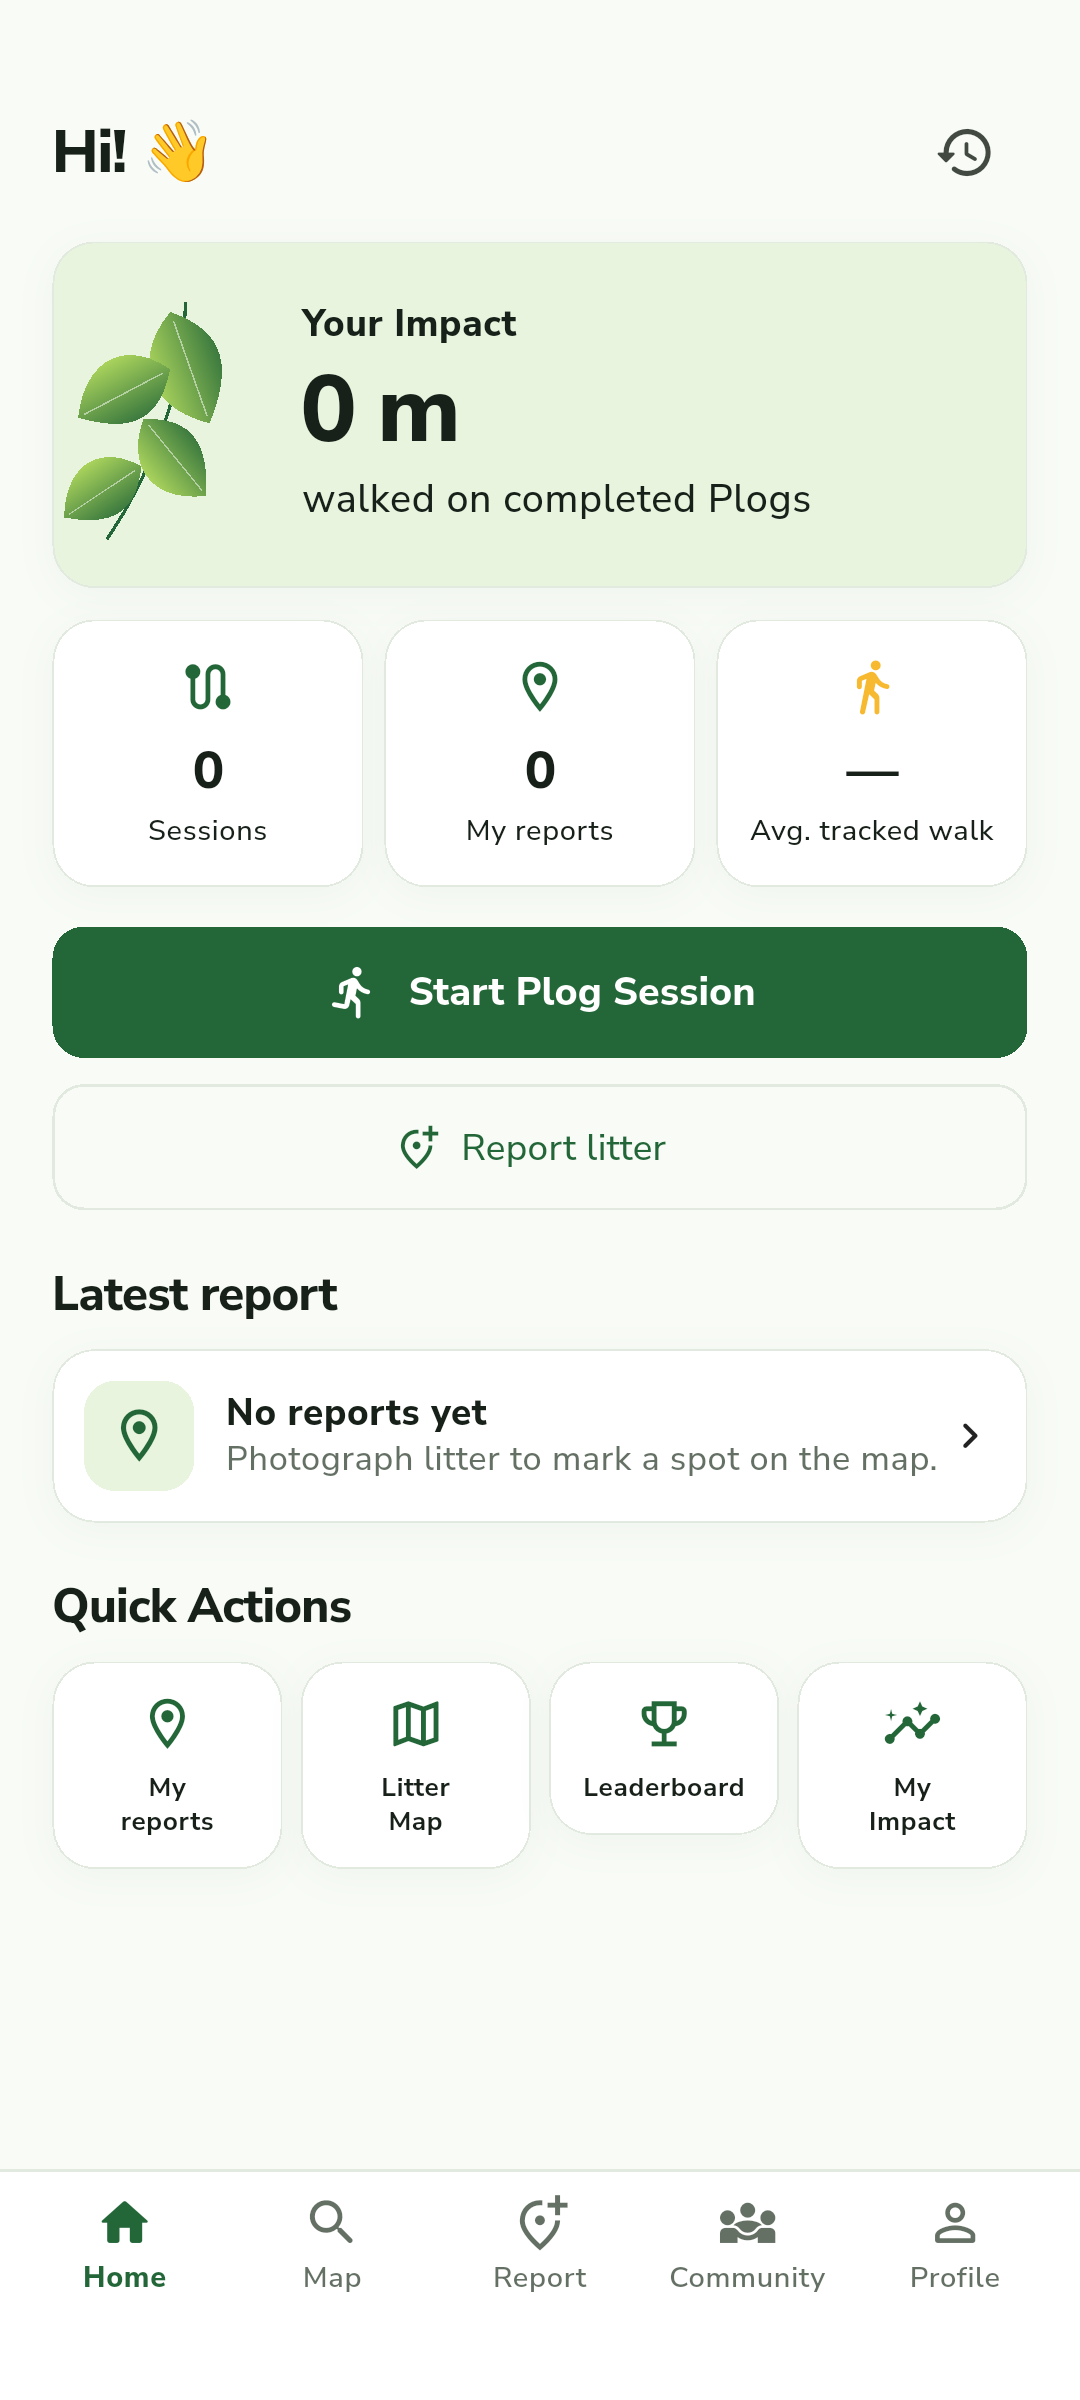 Hi! 👋
Your Impact
0 m
walked on completed Plogs
0
Sessions
0
My reports
—
Avg. tracked walk
Start Plog Session
Report litter
Latest report
No reports yet
Photograph litter to mark a spot on the map.
Quick Actions
My
reports
Litter
Map
Leaderboard
My
Impact
Home
Map
Report
Community
Profile